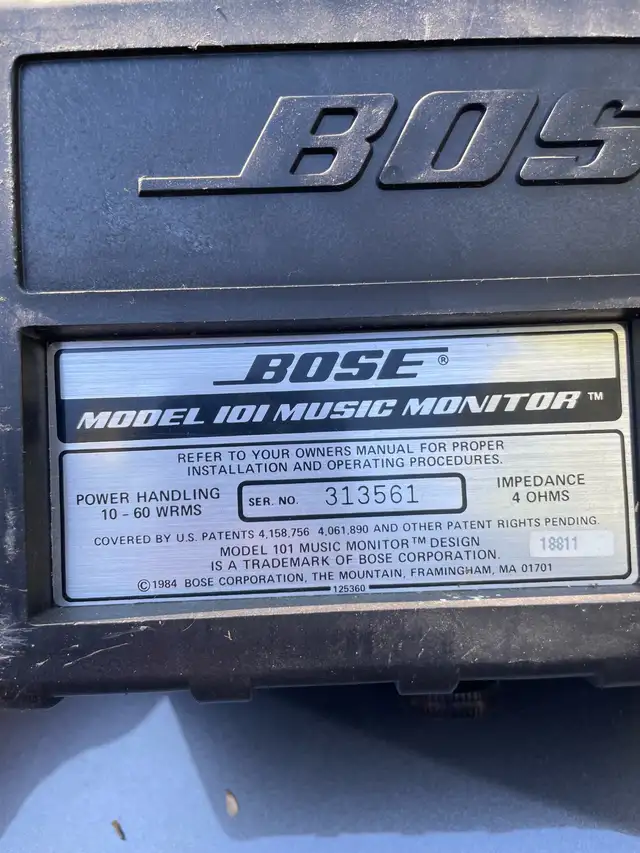 BOS
BOSE®
MODEL 101 MUSIC MONITOR™
REFER TO YOUR OWNERS MANUAL FOR PROPER
INSTALLATION AND OPERATING PROCEDURES.
POWER HANDLING
10 - 60 WRMS
SER. NO. 313561
IMPEDANCE
4 OHMS
COVERED BY U.S. PATENTS 4,158,756 4,061,890 AND OTHER PATENT RIGHTS PENDING.
MODEL 101 MUSIC MONITOR™ DESIGN
IS A TRADEMARK OF BOSE CORPORATION.
18811
©1984 BOSE CORPORATION, THE MOUNTAIN, FRAMINGHAM, MA 01701
125360